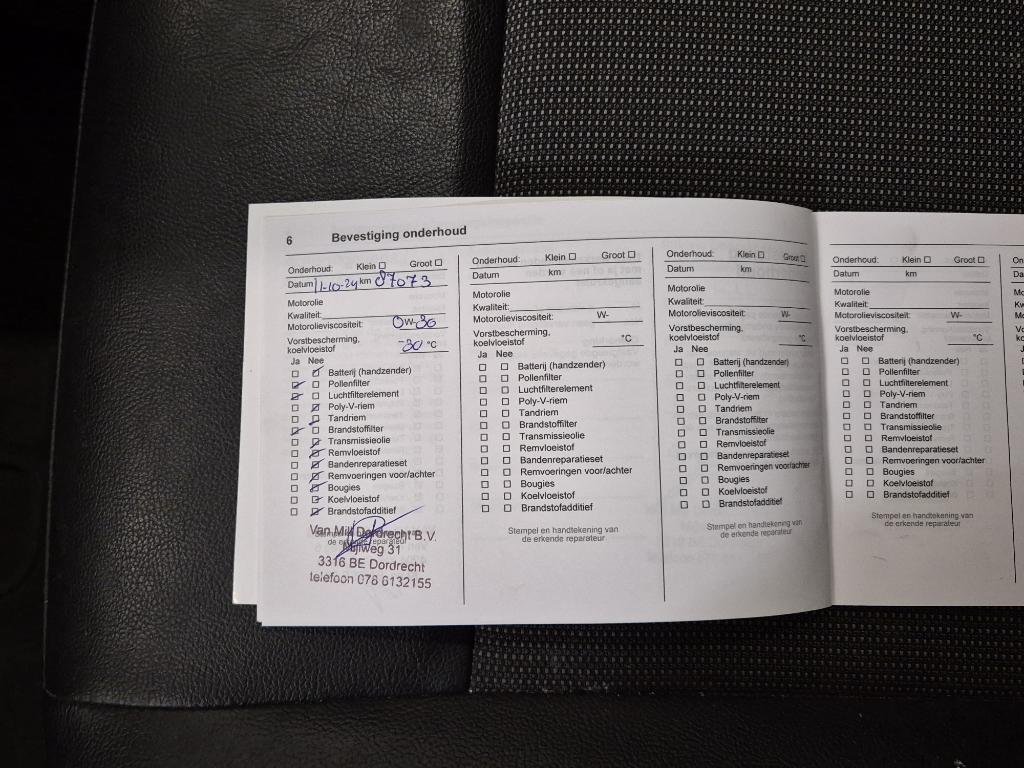 6 Bevestiging onderhoud
Onderhoud: Klein Groot
Datum 11-10-24 km 87073
Motorolie
Kwaliteit:
Motorolieviscositeit: 0W-30
Vorstbescherming,
koelvloeistof -30 °C
Ja Nee
Batterij (handzender)
Pollenfilter
Luchtfilterelement
Poly-V-riem
Tandriem
Brandstoffilter
Transmissieolie
Remvloeistof
Bandenreparatieset
Remvoeringen voor/achter
Bougies
Koelvloeistof
Brandstofadditief
Van Mill Dordrecht B.V.
de erkende reparateur
31
3316 BE Dordrecht
telefoon 078 6132155
Onderhoud: Klein Groot
Datum km
Motorolie
Kwaliteit:
Motorolieviscositeit: W-
Vorstbescherming,
koelvloeistof °C
Ja Nee
Batterij (handzender)
Pollenfilter
Luchtfilterelement
Poly-V-riem
Tandriem
Brandstoffilter
Transmissieolie
Remvloeistof
Bandenreparatieset
Remvoeringen voor/achter
Bougies
Koelvloeistof
Brandstofadditief
Stempel en handtekening van
de erkende reparateur
Onderhoud: Klein Groot
Datum km
Motorolie
Kwaliteit:
Motorolieviscositeit: W-
Vorstbescherming,
koelvloeistof °C
Ja Nee
Batterij (handzender)
Pollenfilter
Luchtfilterelement
Poly-V-riem
Tandriem
Brandstoffilter
Transmissieolie
Remvloeistof
Bandenreparatieset
Remvoeringen voor/achter
Bougies
Koelvloeistof
Brandstofadditief
Stempel en handtekening van
de erkende reparateur
Onderhoud: Klein Groot
Datum km
Motorolie
Kwaliteit:
Motorolieviscositeit: W-
Vorstbescherming,
koelvloeistof °C
Ja Nee
Batterij (handzender)
Pollenfilter
Luchtfilterelement
Poly-V-riem
Tandriem
Brandstoffilter
Transmissieolie
Remvloeistof
Bandenreparatieset
Remvoeringen voor/achter
Bougies
Koelvloeistof
Brandstofadditief
Stempel en handtekening van
de erkende reparateur